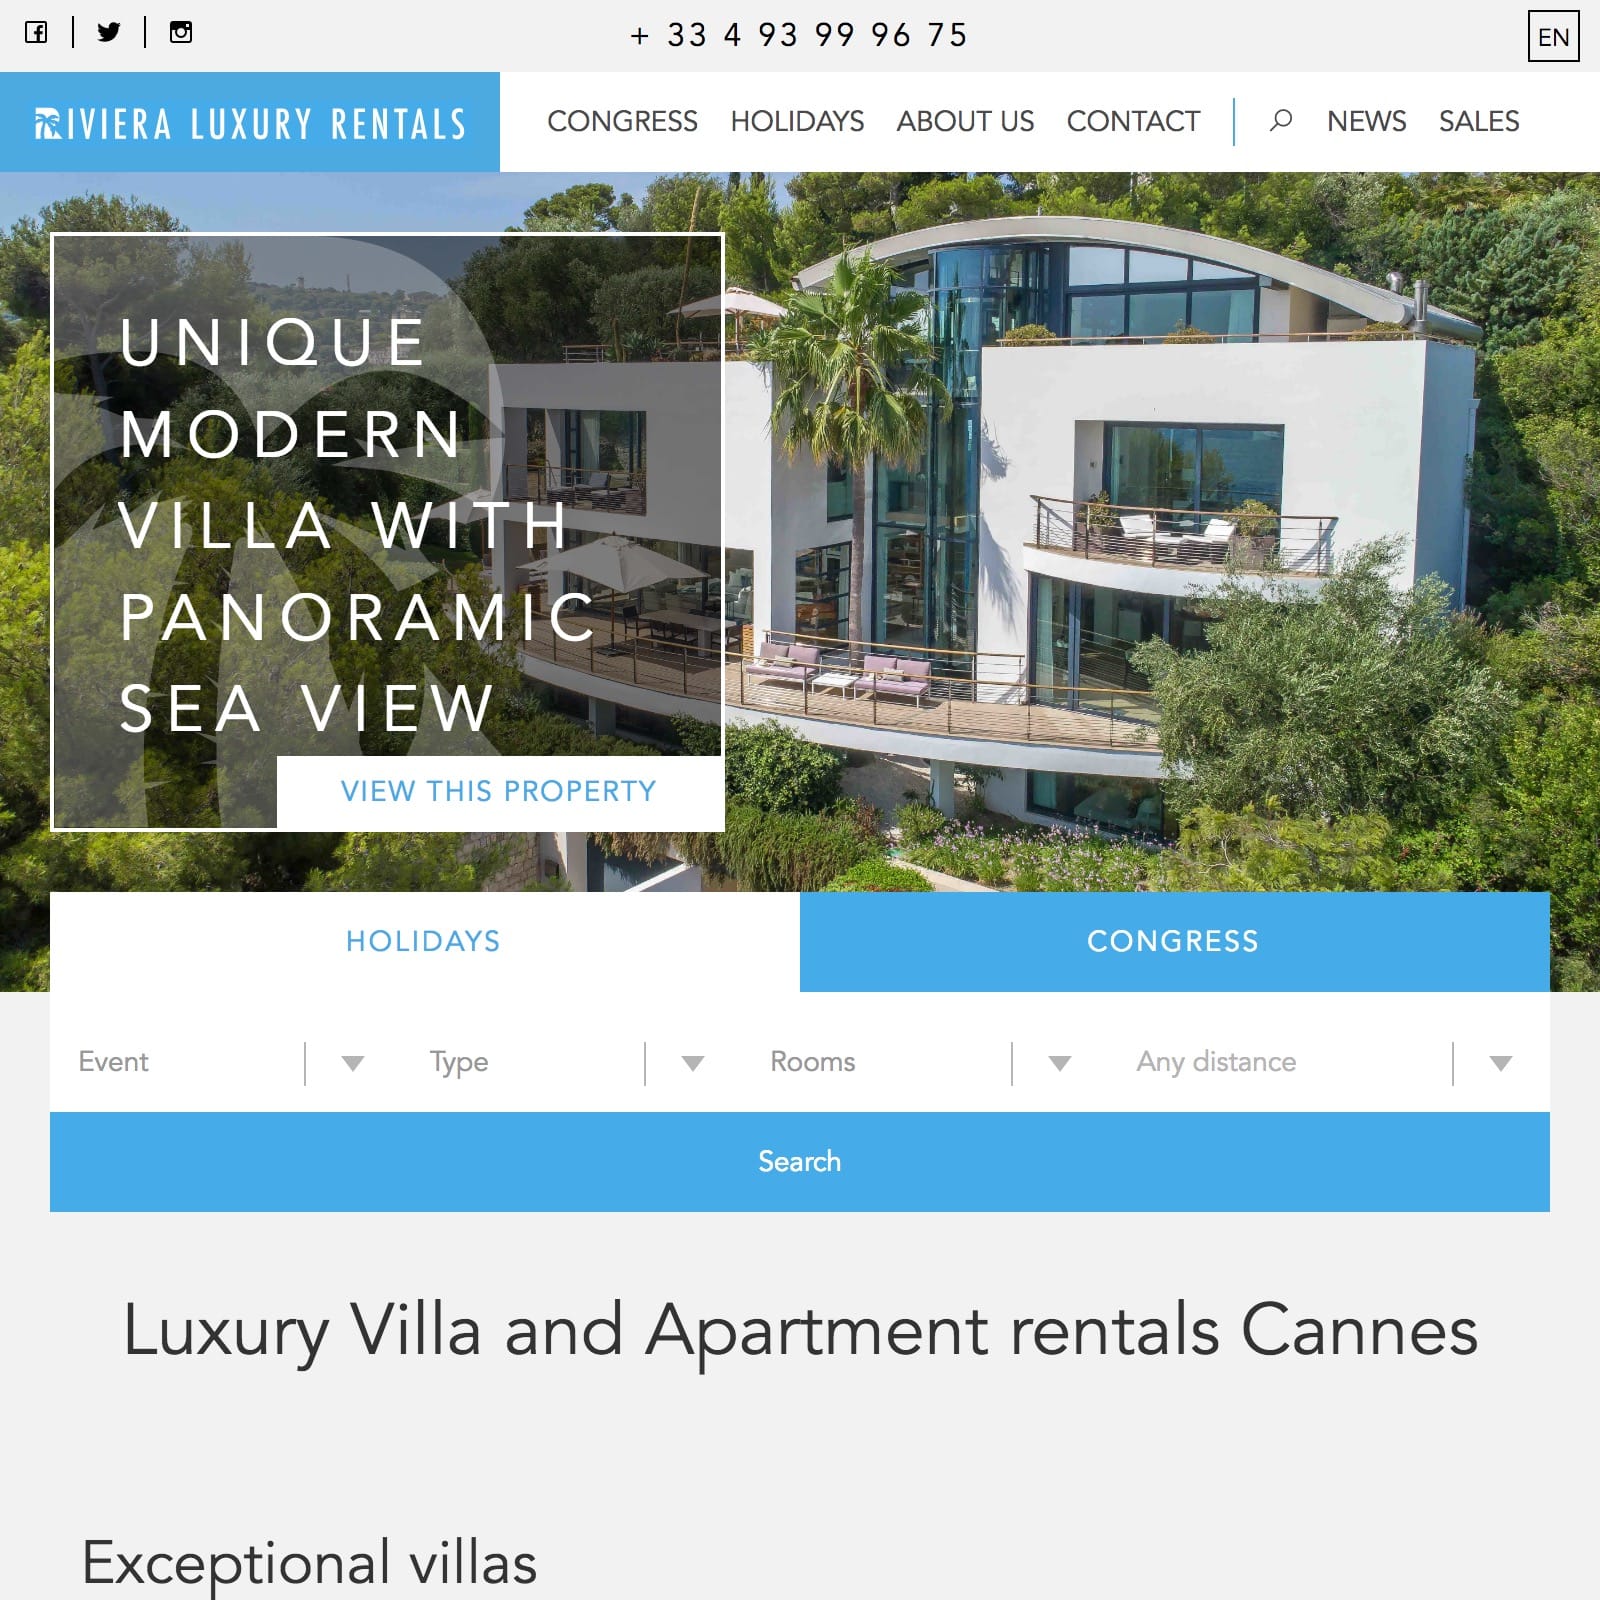 + 33 4 93 99 96 75
EN
RIVIERA LUXURY RENTALS
CONGRESS
HOLIDAYS
ABOUT US
CONTACT
NEWS
SALES
UNIQUE
MODERN
VILLA WITH
PANORAMIC
SEA VIEW
VIEW THIS PROPERTY
HOLIDAYS
CONGRESS
Event
Type
Rooms
Any distance
Search
Luxury Villa and Apartment rentals Cannes
Exceptional villas